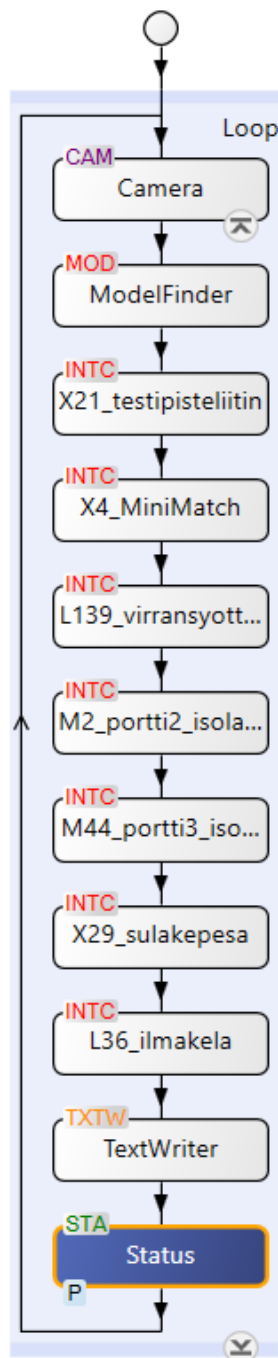 Loop
CAM
Camera
MOD
ModelFinder
INTC
X21_testipisteliitin
INTC
X4_MiniMatch
INTC
L139_virransyott...
INTC
M2_portti2_isola...
INTC
M44_portti3_iso...
INTC
X29_sulakepesa
INTC
L36_ilmakela
TXTW
TextWriter
STA
Status
P